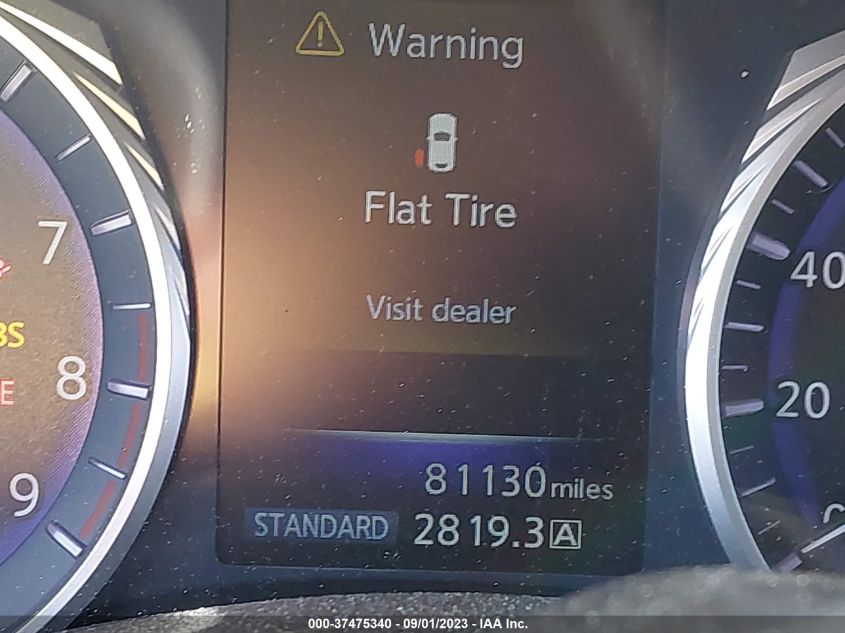 Warning
Flat Tire
Visit dealer
7
8
9
BS
E
40
20
81130 miles
STANDARD 2819.3 A
000-37475340 - 09/01/2023 - IAA Inc.